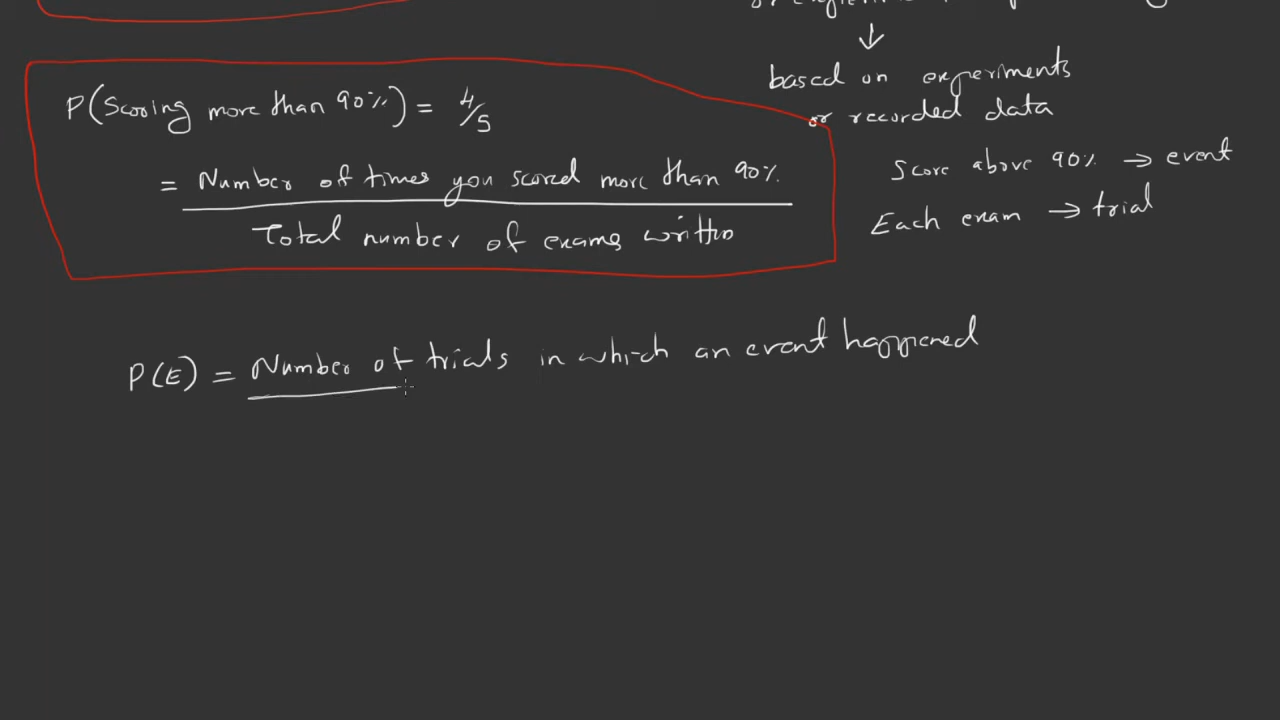 based on experiments
or recorded data
P(Scoring more than 90%) = 4/5
= Number of times you scored more than 90%
Total number of exams written
Score above 90% → event
Each exam → trial
P(E) = Number of trials in which an event happened